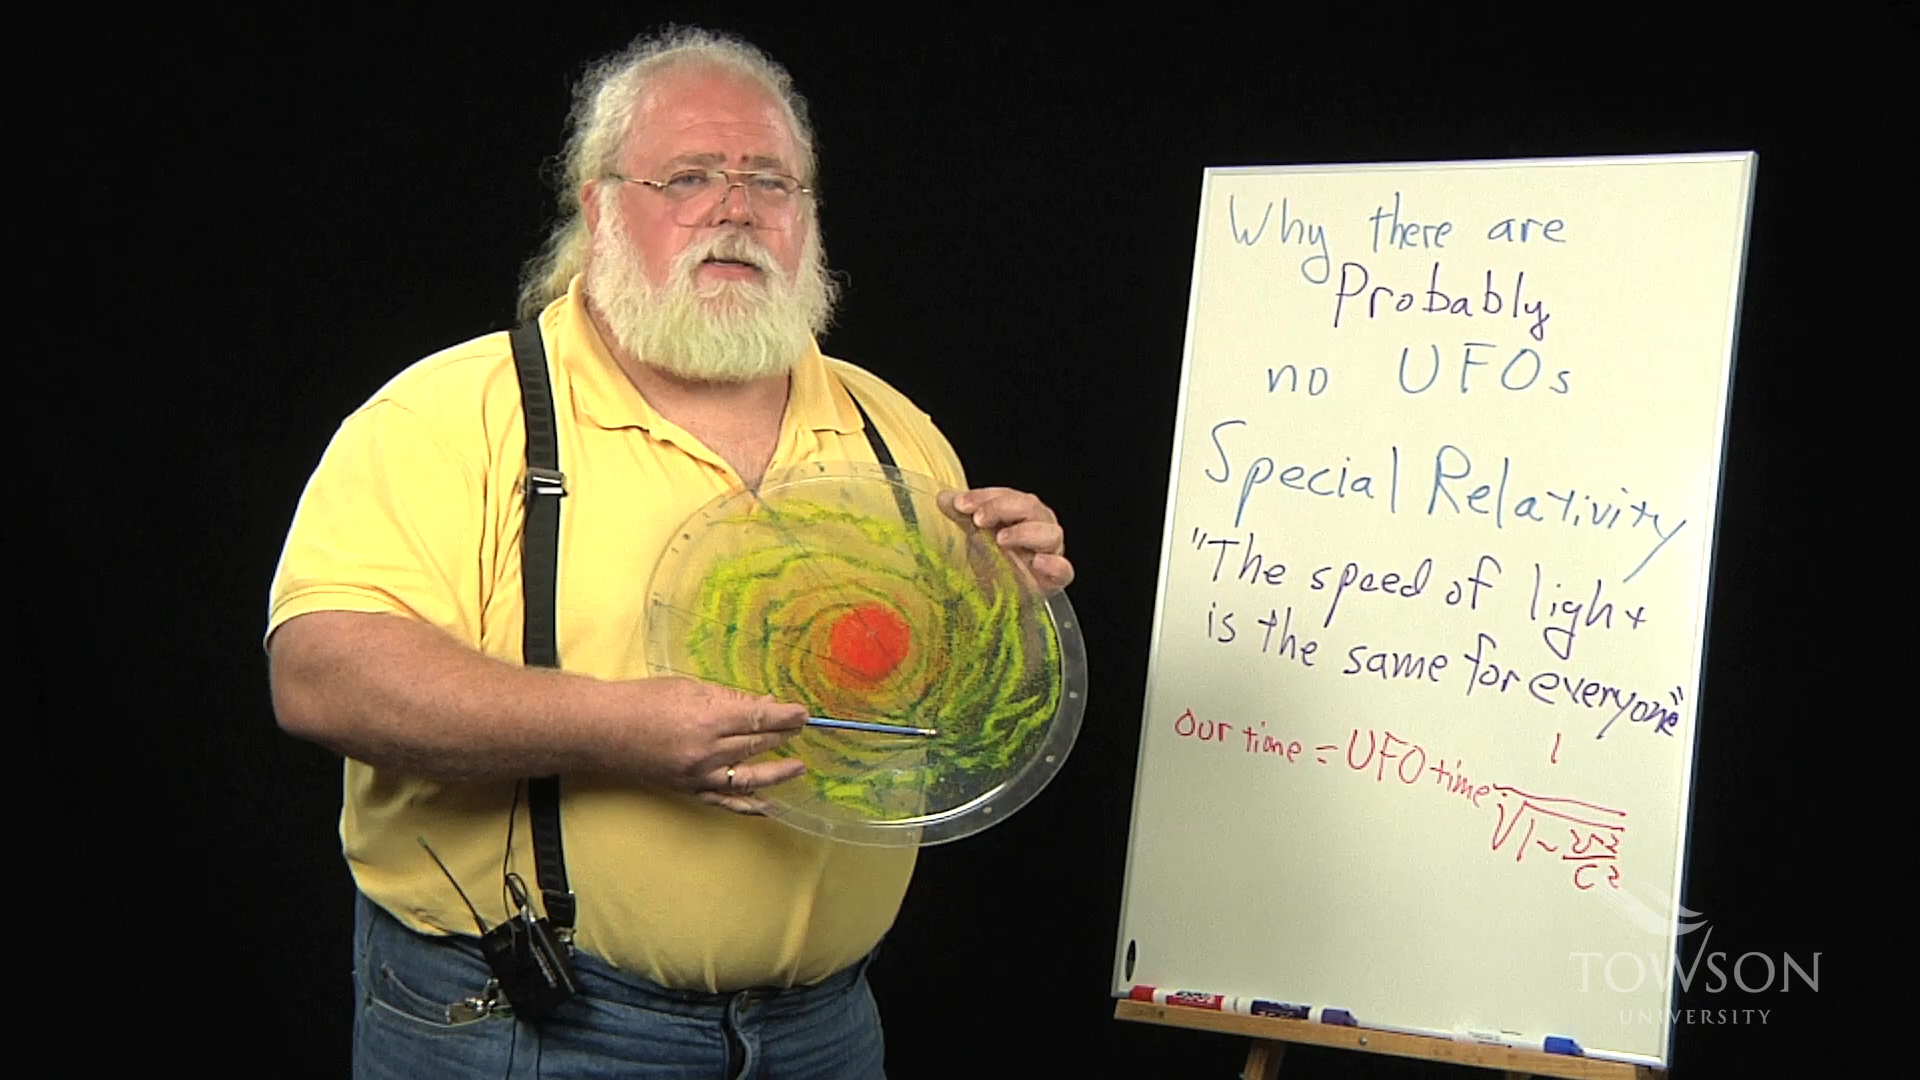 Why there are
Probably
no UFOs
Special Relativity
"The speed of light
is the same for everyone"
our time = UFO time 1
√1 - v2
c2
TOWSON
UNIVERSITY